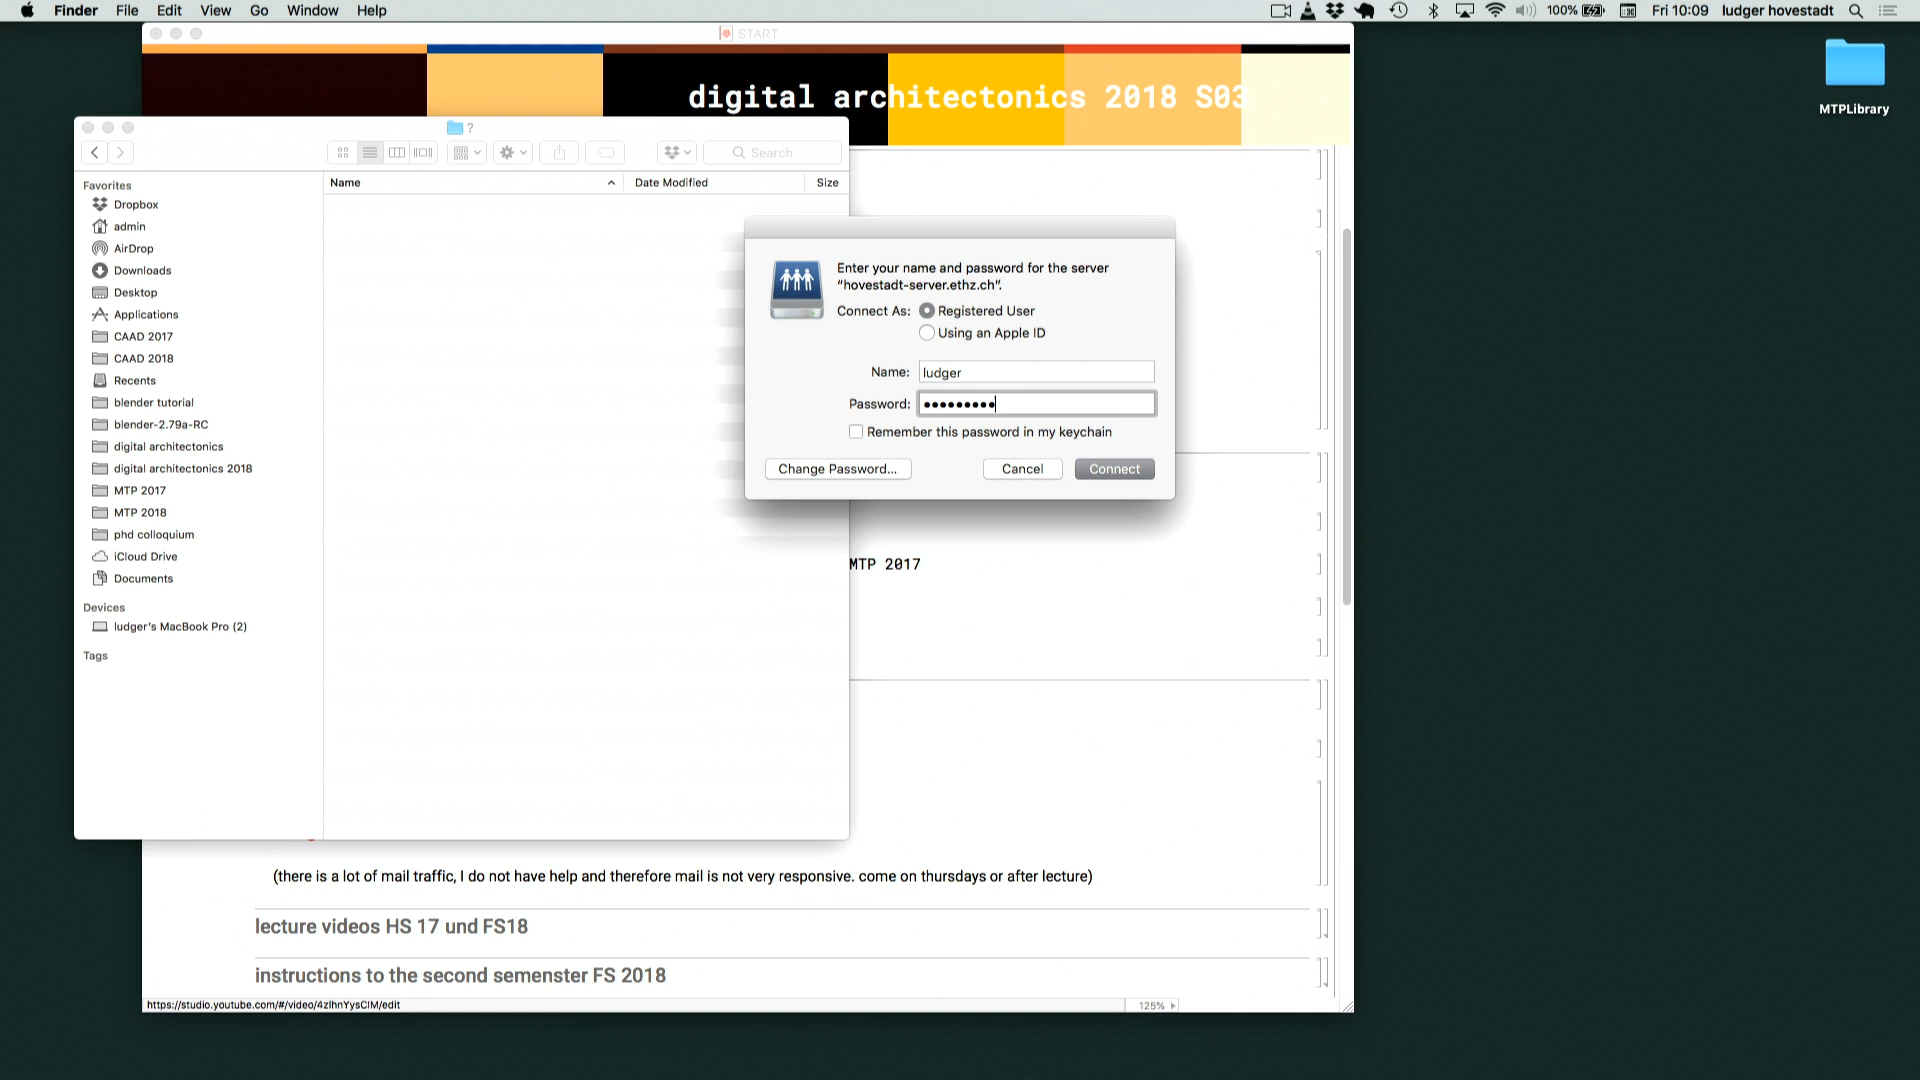 Finder File Edit View Go Window Help
100% Fri 10:09 ludger hovestadt
START
digital architectonics 2018 S03
MTPLibrary
?
Search
Favorites
Dropbox
admin
AirDrop
Downloads
Desktop
Applications
CAAD 2017
CAAD 2018
Recents
blender tutorial
blender-2.79a-RC
digital architectonics
digital architectonics 2018
MTP 2017
MTP 2018
phd colloquium
iCloud Drive
Documents
Devices
ludger's MacBook Pro (2)
Tags
Name Date Modified Size
Enter your name and password for the server
“hovestadt-server.ethz.ch”.
Connect As: Registered User
Using an Apple ID
Name: ludger
Password: •••••••••
Remember this password in my keychain
Change Password... Cancel Connect
MTP 2017
(there is a lot of mail traffic, I do not have help and therefore mail is not very responsive. come on thursdays or after lecture)
lecture videos HS 17 und FS18
instructions to the second semenster FS 2018
125%